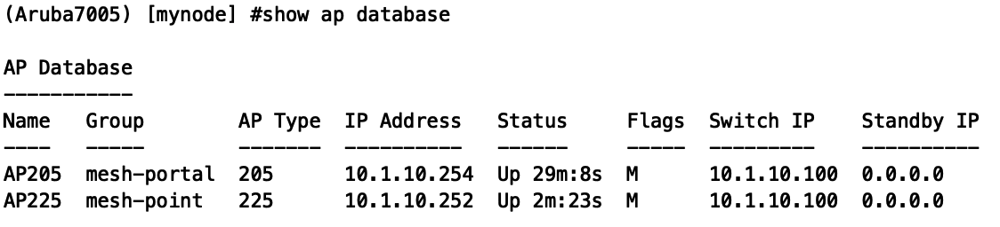 (Aruba7005) [mynode] #show ap database
AP Database
-----------
Name   Group        AP Type  IP Address   Status     Flags  Switch IP    Standby IP
----   -----        -------  ----------   ------     -----  ---------    ----------
AP205  mesh-portal  205      10.1.10.254  Up 29m:8s  M      10.1.10.100  0.0.0.0
AP225  mesh-point   225      10.1.10.252  Up 2m:23s  M      10.1.10.100  0.0.0.0